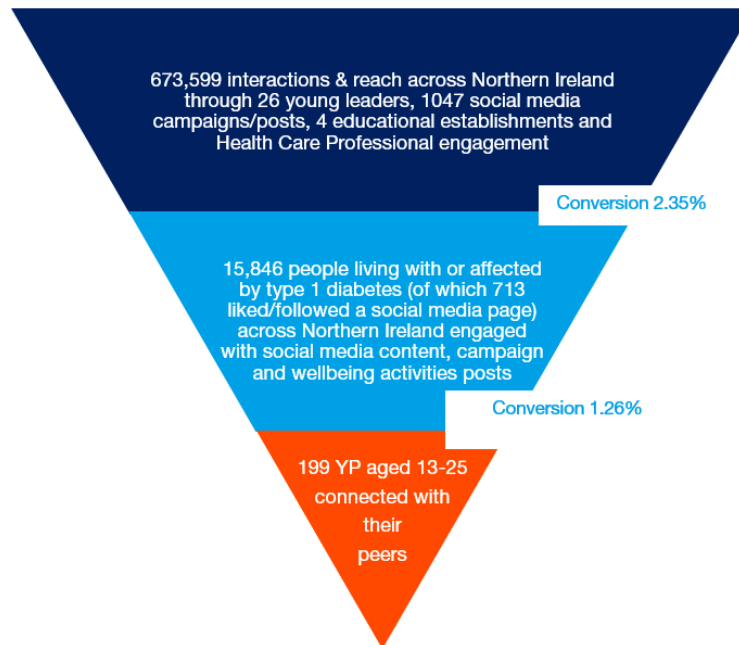 673,599 interactions & reach across Northern Ireland
through 26 young leaders, 1047 social media
campaigns/posts, 4 educational establishments and
Health Care Professional engagement
Conversion 2.35%
15,846 people living with or affected
by type 1 diabetes (of which 713
liked/followed a social media page)
across Northern Ireland engaged
with social media content, campaign
and wellbeing activities posts
Conversion 1.26%
199 YP aged 13-25
connected with
their
peers